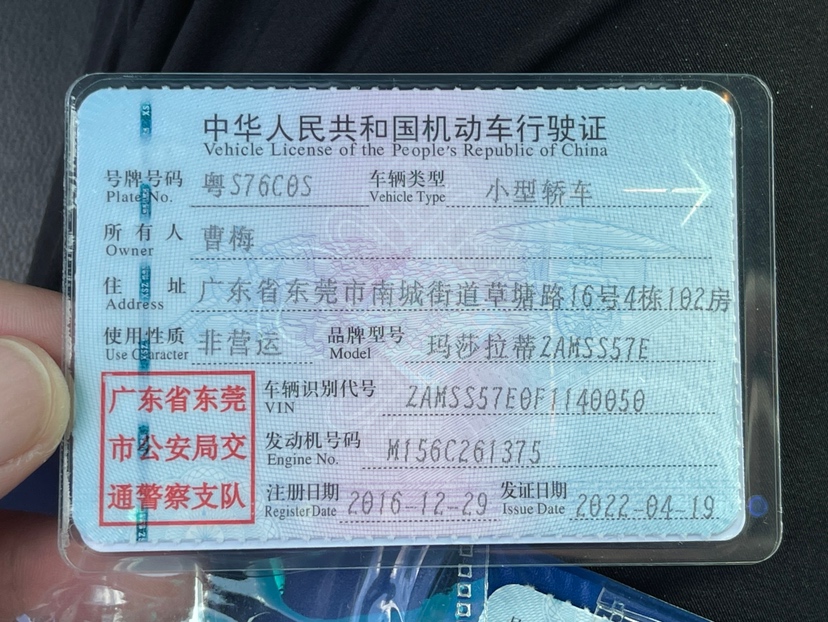 中华人民共和国机动车行驶证
Vehicle License of the People's Republic of China
号牌号码 粤S76C0S 车辆类型 小型轿车
Plate No. Vehicle Type
所有人 曹梅
Owner
住址 广东省东莞市南城街道草塘路16号4栋102房
Address
使用性质 非营运 品牌型号 玛莎拉蒂ZAMSS57E
Use Character Model
车辆识别代号 ZAMSS57E0F1140050
VIN
发动机号码 M156C261375
Engine No.
注册日期 2016-12-29 发证日期 2022-04-19
Register Date Issue Date
广东省东莞
市公安局交
通警察支队